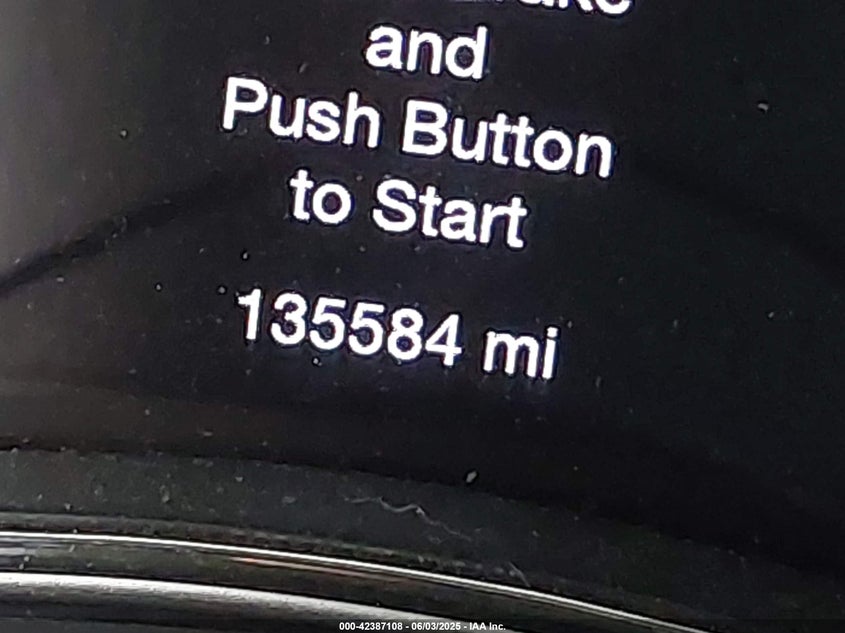 and
Push Button
to Start
135584 mi
000-42387108 - 06/03/2025 - IAA Inc.